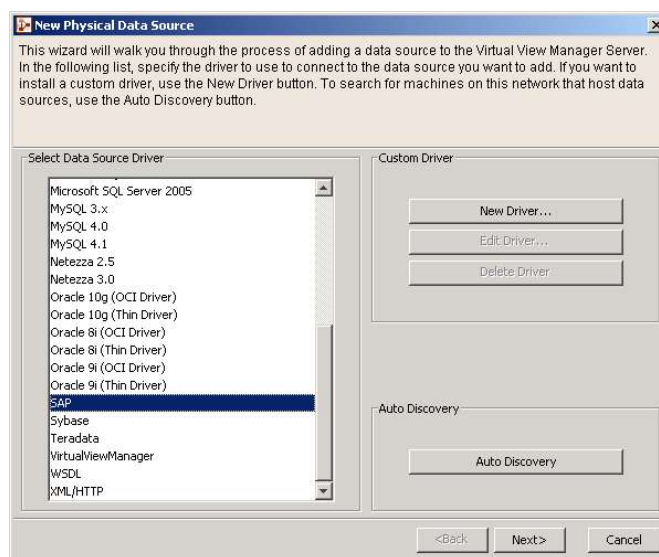 New Physical Data Source
This wizard will walk you through the process of adding a data source to the Virtual View Manager Server.
In the following list, specify the driver to use to connect to the data source you want to add. If you want to
install a custom driver, use the New Driver button. To search for machines on this network that host data
sources, use the Auto Discovery button.
Select Data Source Driver
Microsoft SQL Server 2005
MySQL 3.x
MySQL 4.0
MySQL 4.1
Netezza 2.5
Netezza 3.0
Oracle 10g (OCI Driver)
Oracle 10g (Thin Driver)
Oracle 8i (OCI Driver)
Oracle 8i (Thin Driver)
Oracle 9i (OCI Driver)
Oracle 9i (Thin Driver)
SAP
Sybase
Teradata
VirtualViewManager
WSDL
XML/HTTP
Custom Driver
New Driver...
Edit Driver...
Delete Driver
Auto Discovery
Auto Discovery
<Back
Next>
Cancel